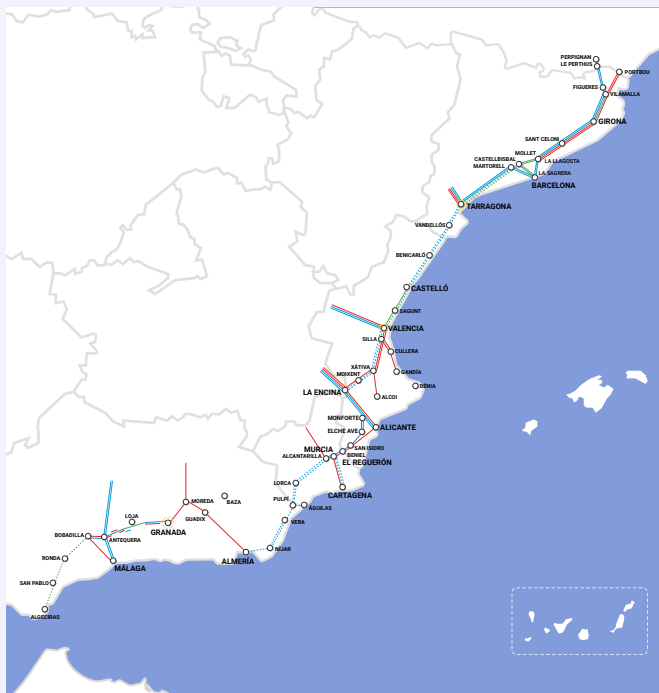 PERPIGNAN
LE PERTHUS
PORTBOU
FIGUERES
VILAMALLA
GIRONA
SANT CELONI
MOLLET
CASTELLBISBAL
LA LLAGOSTA
MARTORELL
LA SAGRERA
BARCELONA
TARRAGONA
VANDELLÓS
BENICARLÓ
CASTELLÓ
SAGUNT
VALENCIA
SILLA
CULLERA
XÀTIVA
MOIXENT
GANDÍA
DÉNIA
LA ENCINA
ALCOI
MONFORTE
ALICANTE
ELCHE AVE
SAN ISIDRO
MURCIA
BENIEL
ALCANTARILLA
EL REGUERÓN
LORCA
CARTAGENA
PULPÍ
ÁGUILAS
BAZA
MOREDA
LOJA
GUADIX
VERA
GRANADA
BOBADILLA
ANTEQUERA
NÍJAR
RONDA
ALMERÍA
MÁLAGA
SAN PABLO
ALGECIRAS